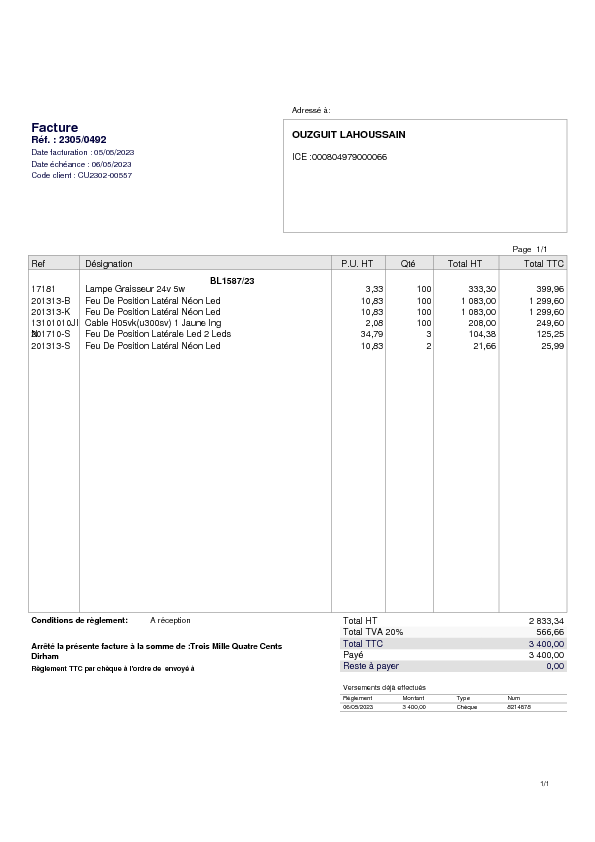 Adressé à:
Facture
Réf. : 2305/0492
Date facturation : 05/05/2023
Date échéance : 06/05/2023
Code client : CU2302-00557
OUZGUIT LAHOUSSAIN
ICE :000804979000066
Page 1/1
Ref Désignation P.U. HT Qté Total HT Total TTC
BL1587/23
17181 Lampe Graisseur 24v 5w 3,33 100 333,30 399,96
201313-B Feu De Position Latéral Néon Led 10,83 100 1 083,00 1 299,60
201313-K Feu De Position Latéral Néon Led 10,83 100 1 083,00 1 299,60
13101010JI Cable H05vk(u300sv) 1 Jaune Ing 2,08 100 208,00 249,60
Feu De Position Latérale Led 2 Leds 34,79 3 104,38 125,25
201313-S Feu De Position Latéral Néon Led 10,83 2 21,66 25,99
Conditions de règlement: A réception
Total HT 2 833,34
Total TVA 20% 566,66
Arrêté la présente facture à la somme de :Trois Mille Quatre Cents
Dirham
Total TTC 3 400,00
Payé 3 400,00
Règlement TTC par chèque à l'ordre de envoyé à
Reste à payer 0,00
Versements déjà effectués
Règlement Montant Type Num
06/05/2023 3 400,00 Chèque 8214678
1/1